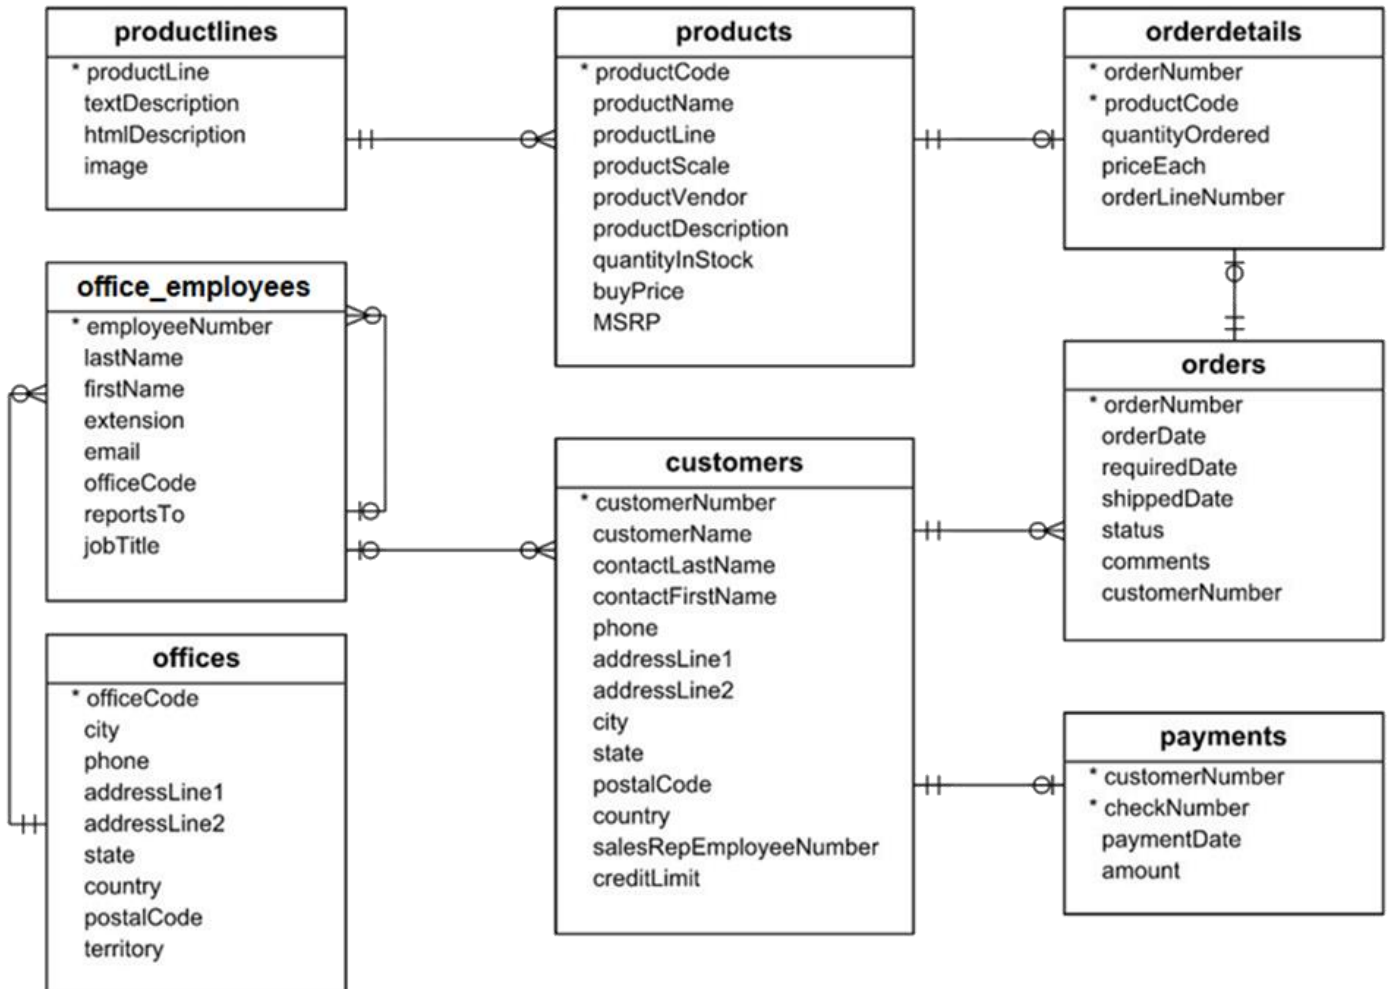 productlines
* productLine
textDescription
htmlDescription
image
products
* productCode
productName
productLine
productScale
productVendor
productDescription
quantityInStock
buyPrice
MSRP
orderdetails
* orderNumber
* productCode
quantityOrdered
priceEach
orderLineNumber
office_employees
* employeeNumber
lastName
firstName
extension
email
officeCode
reportsTo
jobTitle
customers
* customerNumber
customerName
contactLastName
contactFirstName
phone
addressLine1
addressLine2
city
state
postalCode
country
salesRepEmployeeNumber
creditLimit
orders
* orderNumber
orderDate
requiredDate
shippedDate
status
comments
customerNumber
offices
* officeCode
city
phone
addressLine1
addressLine2
state
country
postalCode
territory
payments
* customerNumber
* checkNumber
paymentDate
amount